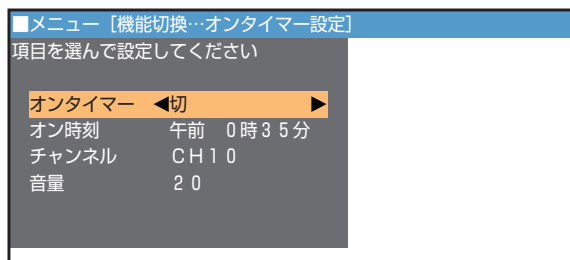 ■メニュー［機能切換…オンタイマー設定］
項目を選んで設定してください
オンタイマー ◀切 ▶
オン時刻 午前 ０時３５分
チャンネル ＣＨ１０
音量 ２０